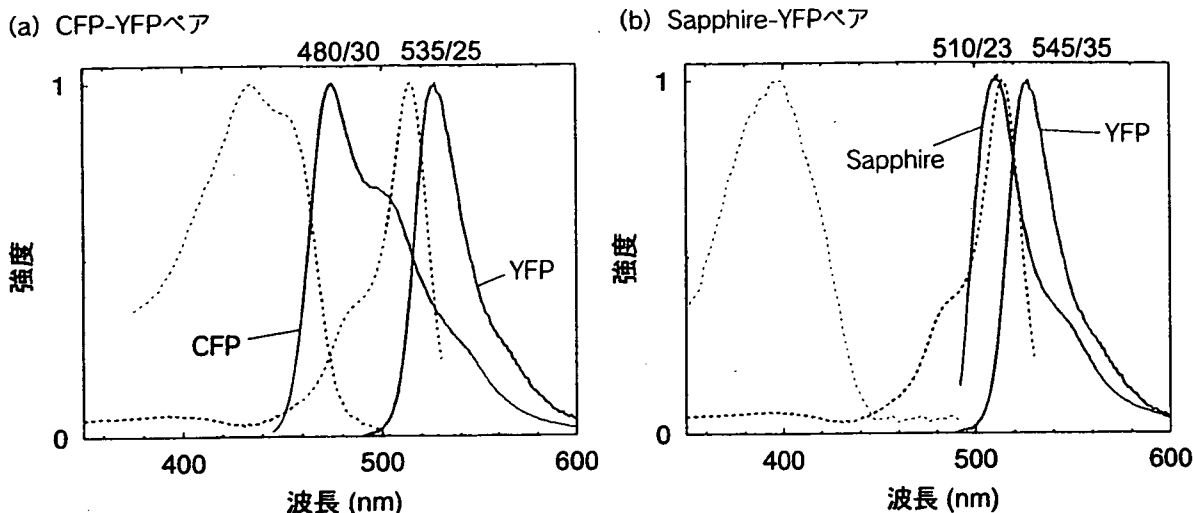 (a) CFP-YFPペア
480/30 535/25
1
強度
CFP
YFP
0
400 500 600
波長 (nm)
(b) Sapphire-YFPペア
510/23 545/35
1
強度
Sapphire
YFP
0
400 500 600
波長 (nm)